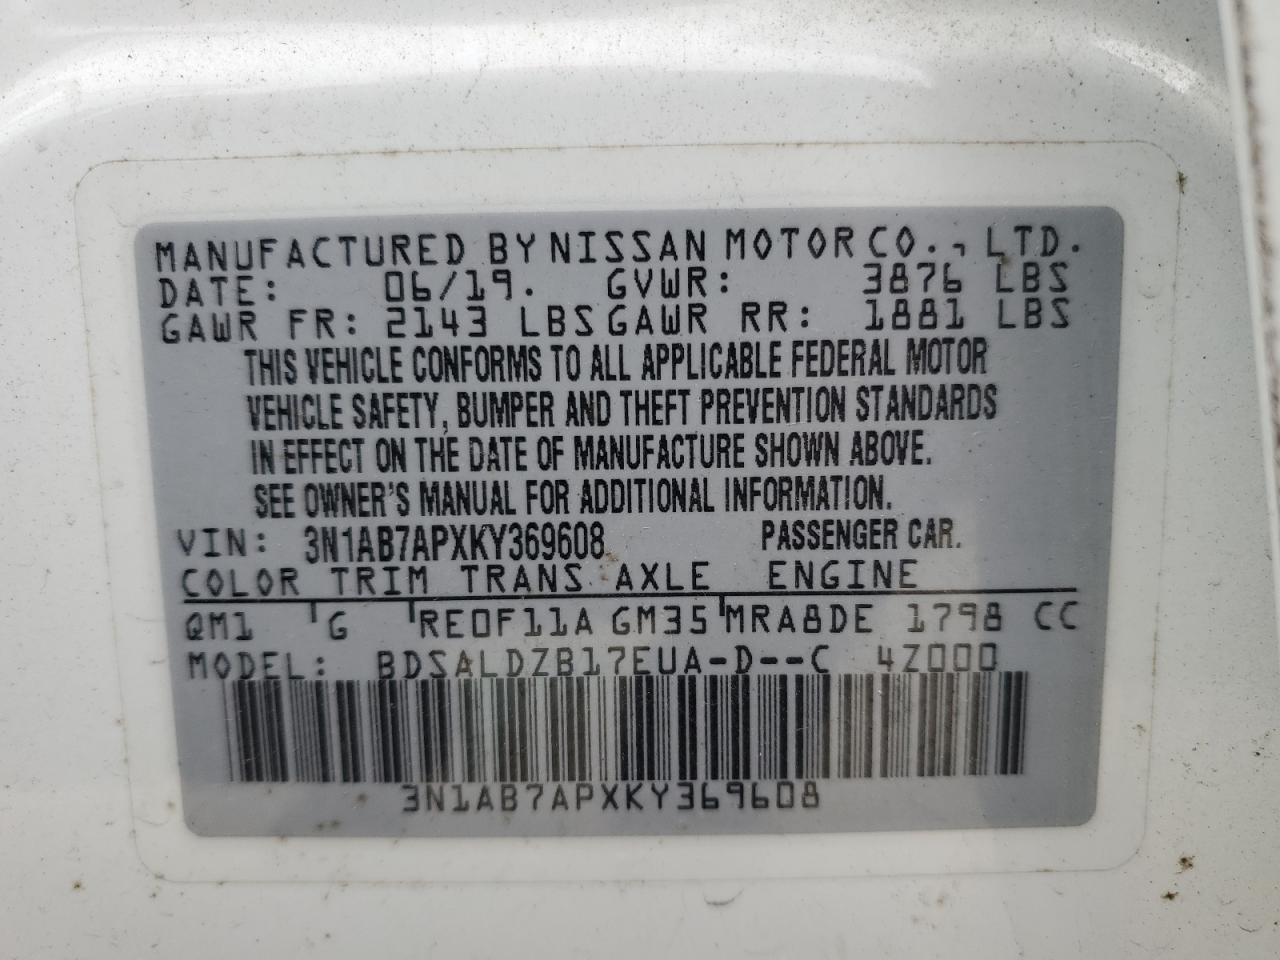 MANUFACTURED BY NISSAN MOTOR CO., LTD.
DATE: 06/19. GVWR: 3876 LBS
GAWR FR: 2143 LBS GAWR RR: 1881 LBS
THIS VEHICLE CONFORMS TO ALL APPLICABLE FEDERAL MOTOR
VEHICLE SAFETY, BUMPER AND THEFT PREVENTION STANDARDS
IN EFFECT ON THE DATE OF MANUFACTURE SHOWN ABOVE.
SEE OWNER'S MANUAL FOR ADDITIONAL INFORMATION.
VIN: 3N1AB7APXKY369608 PASSENGER CAR.
COLOR TRIM TRANS AXLE ENGINE
QM1 G RE0F11A GM35 MRA8DE 1798 CC
MODEL: BDSALDZB17EUA-D--C 4Z000
3N1AB7APXKY369608